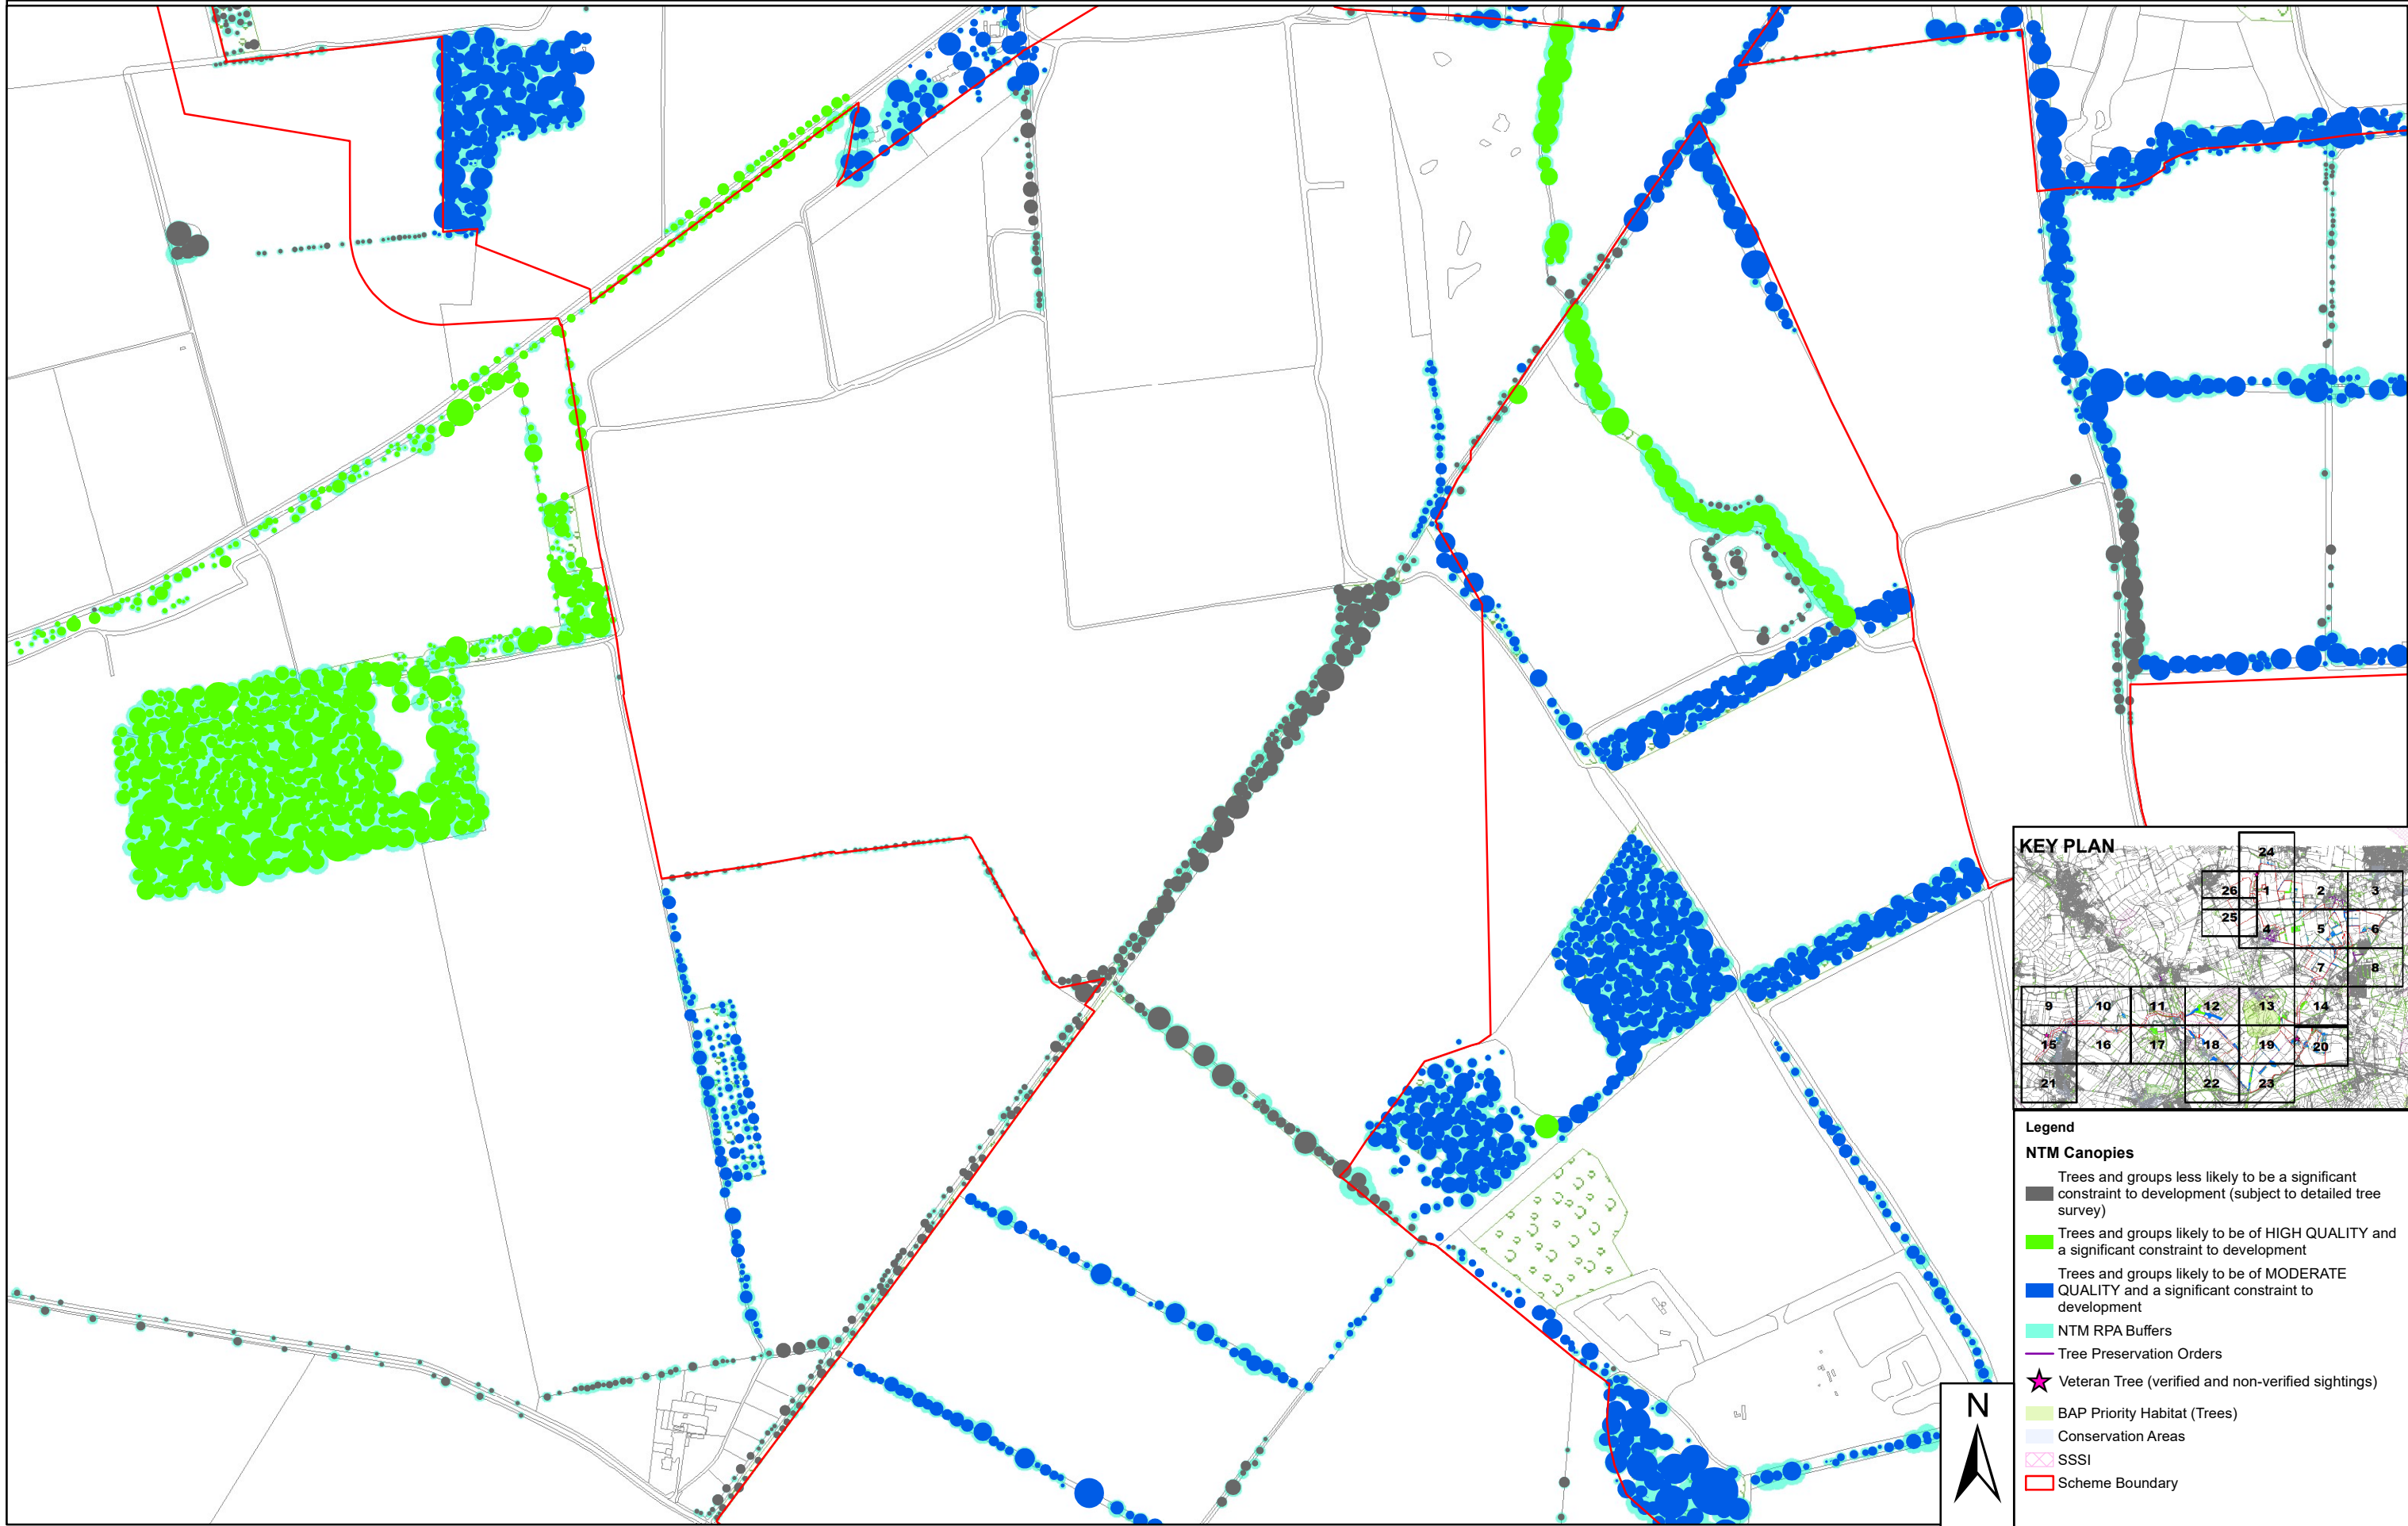 KEY PLAN
24
26 1 2 3
25 4 5 6
7 8
9 10 11 12 13 14
15 16 17 18 19 20
21 22 23
Legend
NTM Canopies
Trees and groups less likely to be a significant
constraint to development (subject to detailed tree
survey)
Trees and groups likely to be of HIGH QUALITY and
a significant constraint to development
Trees and groups likely to be of MODERATE
QUALITY and a significant constraint to
development
NTM RPA Buffers
Tree Preservation Orders
Veteran Tree (verified and non-verified sightings)
BAP Priority Habitat (Trees)
Conservation Areas
SSSI
Scheme Boundary
N